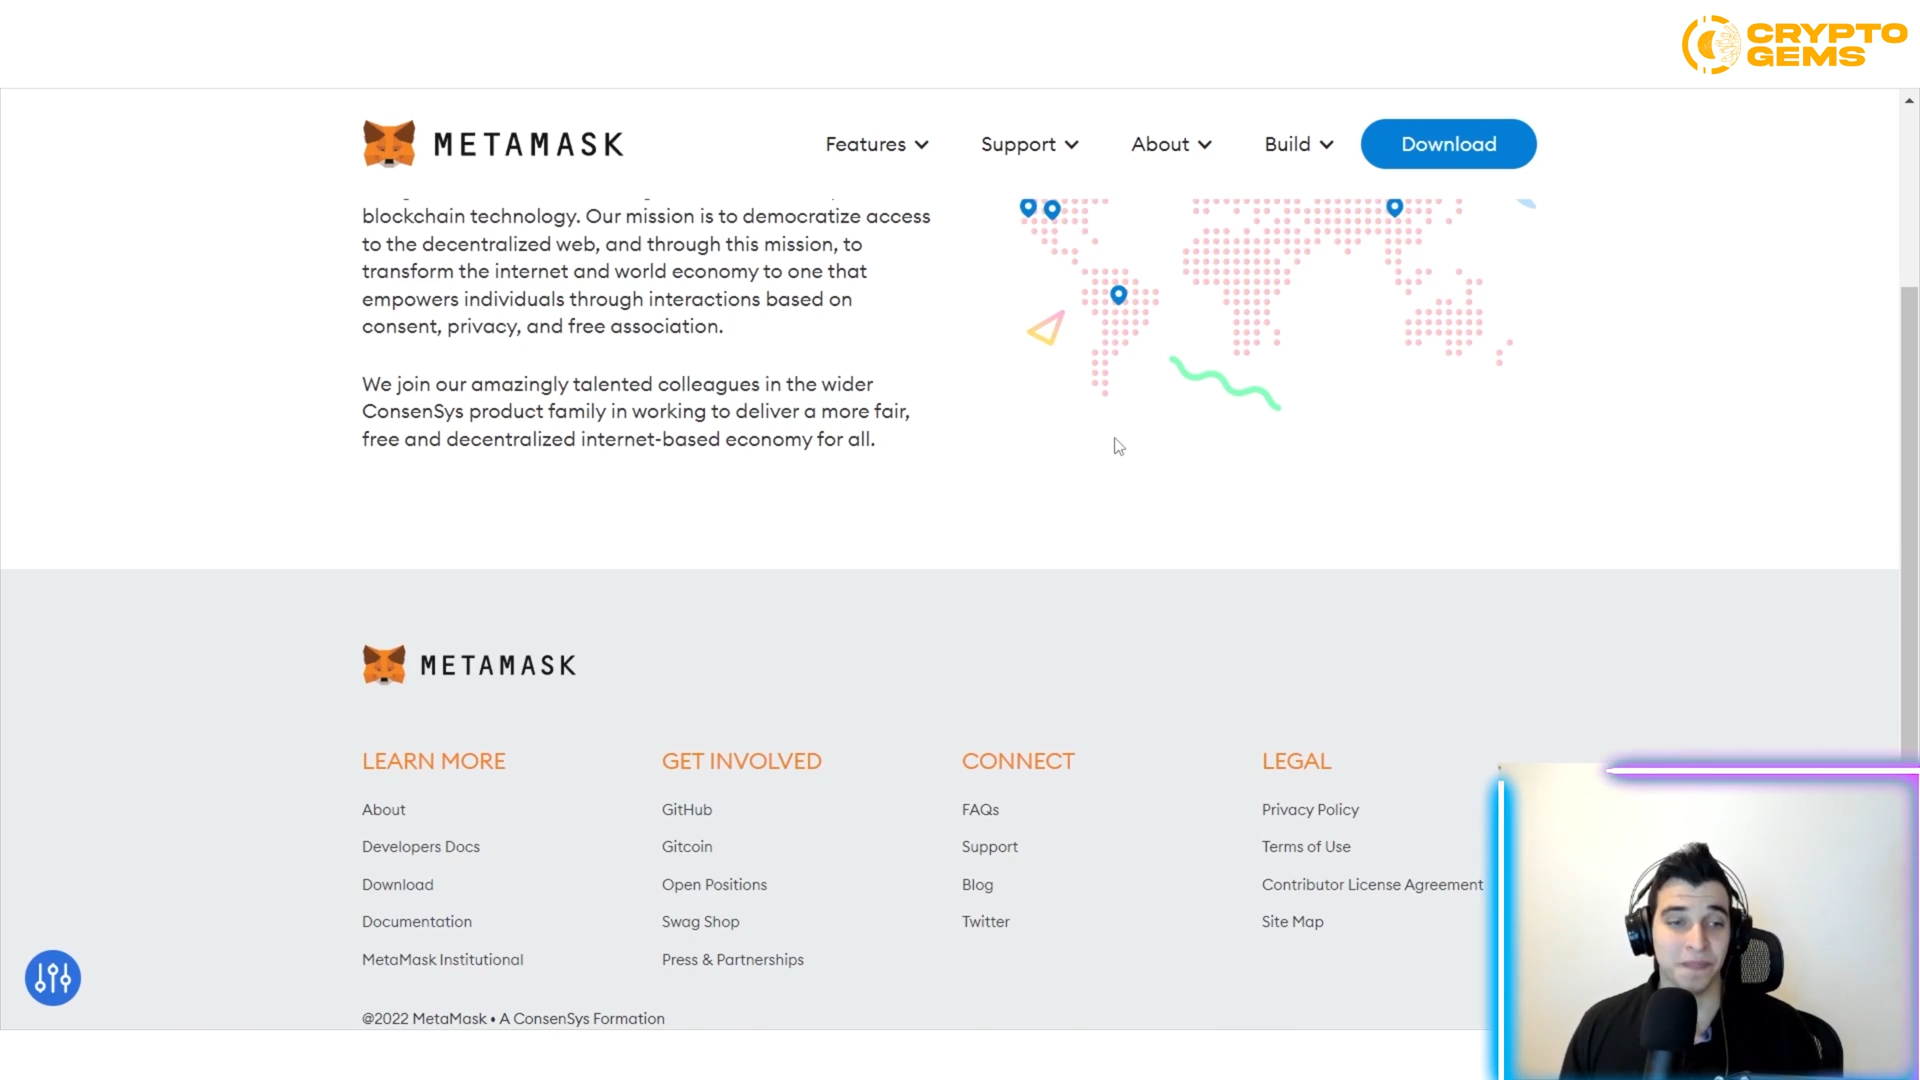 CRYPTO
GEMS
METAMASK
Features
Support
About
Build
Download
blockchain technology. Our mission is to democratize access
to the decentralized web, and through this mission, to
transform the internet and world economy to one that
empowers individuals through interactions based on
consent, privacy, and free association.
We join our amazingly talented colleagues in the wider
ConsenSys product family in working to deliver a more fair,
free and decentralized internet-based economy for all.
METAMASK
LEARN MORE
About
Developers Docs
Download
Documentation
MetaMask Institutional
GET INVOLVED
GitHub
Gitcoin
Open Positions
Swag Shop
Press & Partnerships
CONNECT
FAQs
Support
Blog
Twitter
LEGAL
Privacy Policy
Terms of Use
Contributor License Agreement
Site Map
@2022 MetaMask • A ConsenSys Formation